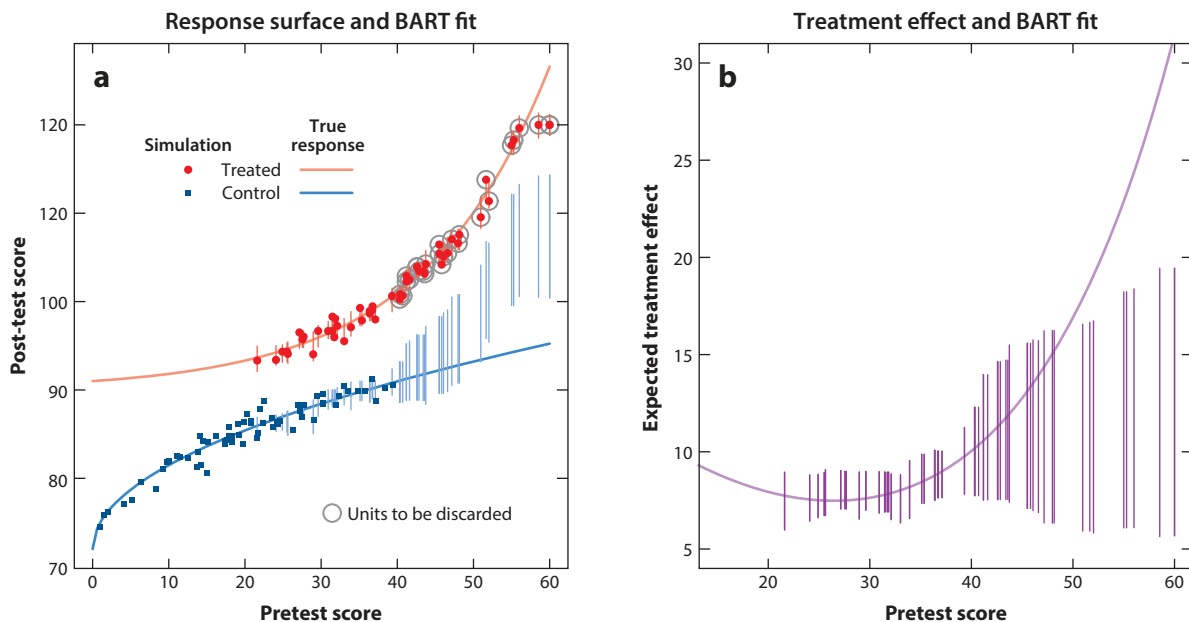 Response surface and BART fit
a
Simulation
True
response
Treated
Control
Units to be discarded
120
120
100
90
80
70
Post-test score
0 10 20 30 40 50 60
Pretest score
Treatment effect and BART fit
b
30
25
20
15
10
5
Expected treatment effect
20 30 40 50 60
Pretest score